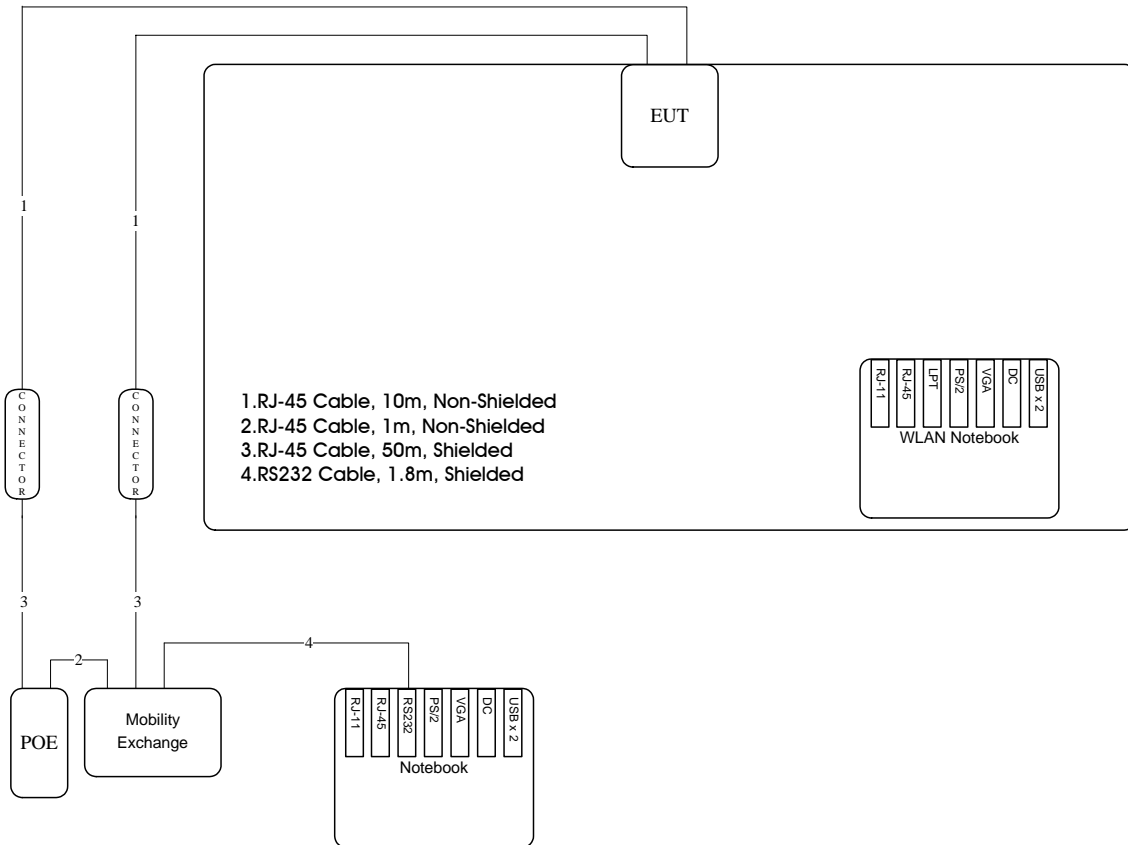 EUT
1
1
CONNECTOR
CONNECTOR
1.RJ-45 Cable, 10m, Non-Shielded
2.RJ-45 Cable, 1m, Non-Shielded
3.RJ-45 Cable, 50m, Shielded
4.RS232 Cable, 1.8m, Shielded
RJ-11
RJ-45
LPT
PS/2
VGA
DC
USB x 2
WLAN Notebook
3
3
4
2
POE
Mobility
Exchange
RJ-11
RJ-45
RS232
PS/2
VGA
DC
USB x 2
Notebook